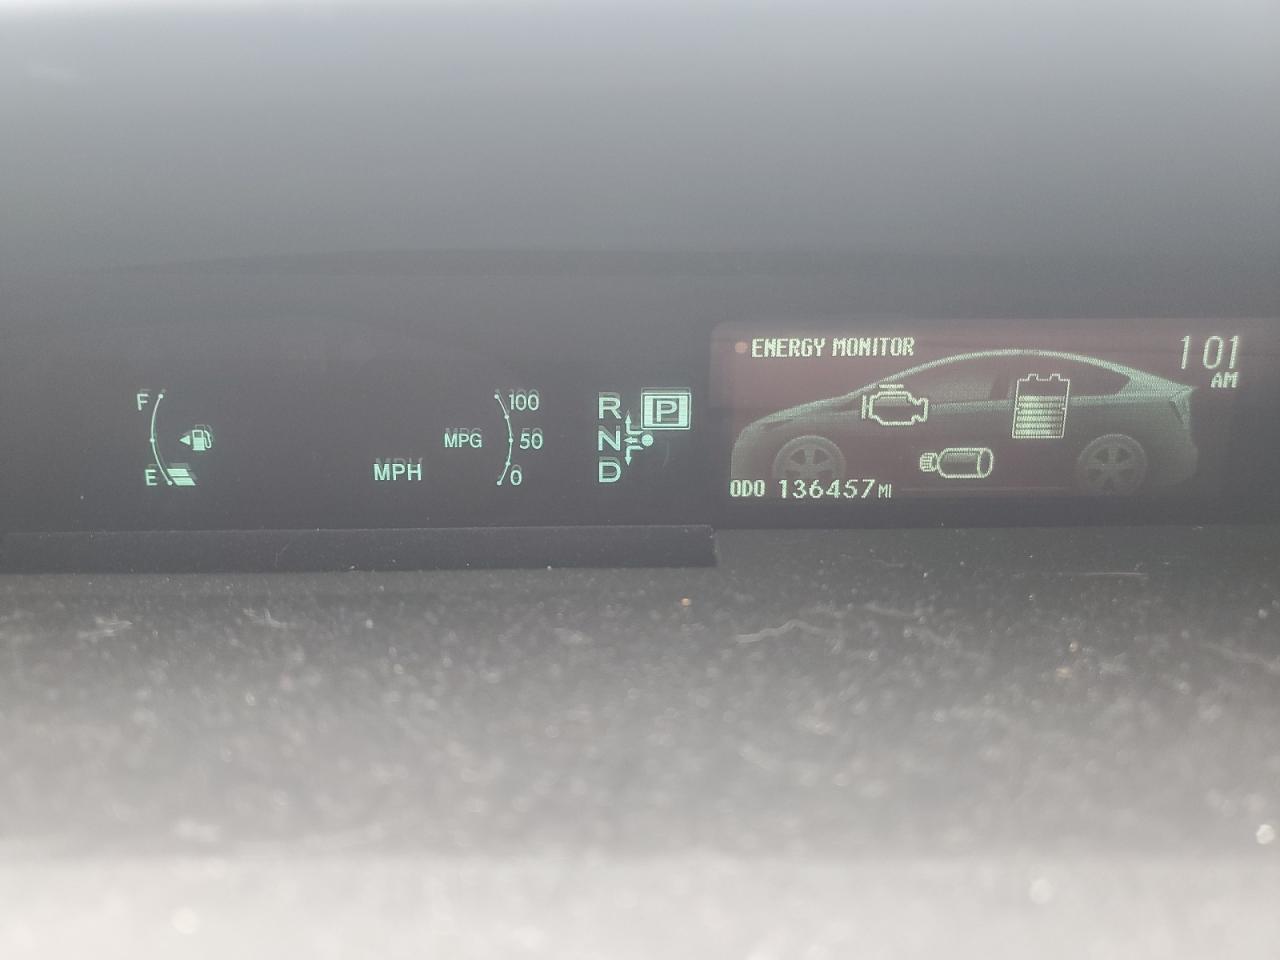 ENERGY MONITOR
1 01
AM
F
100
R
P
MPG
50
N
E
MPH
0
D
ODO 136457 MI